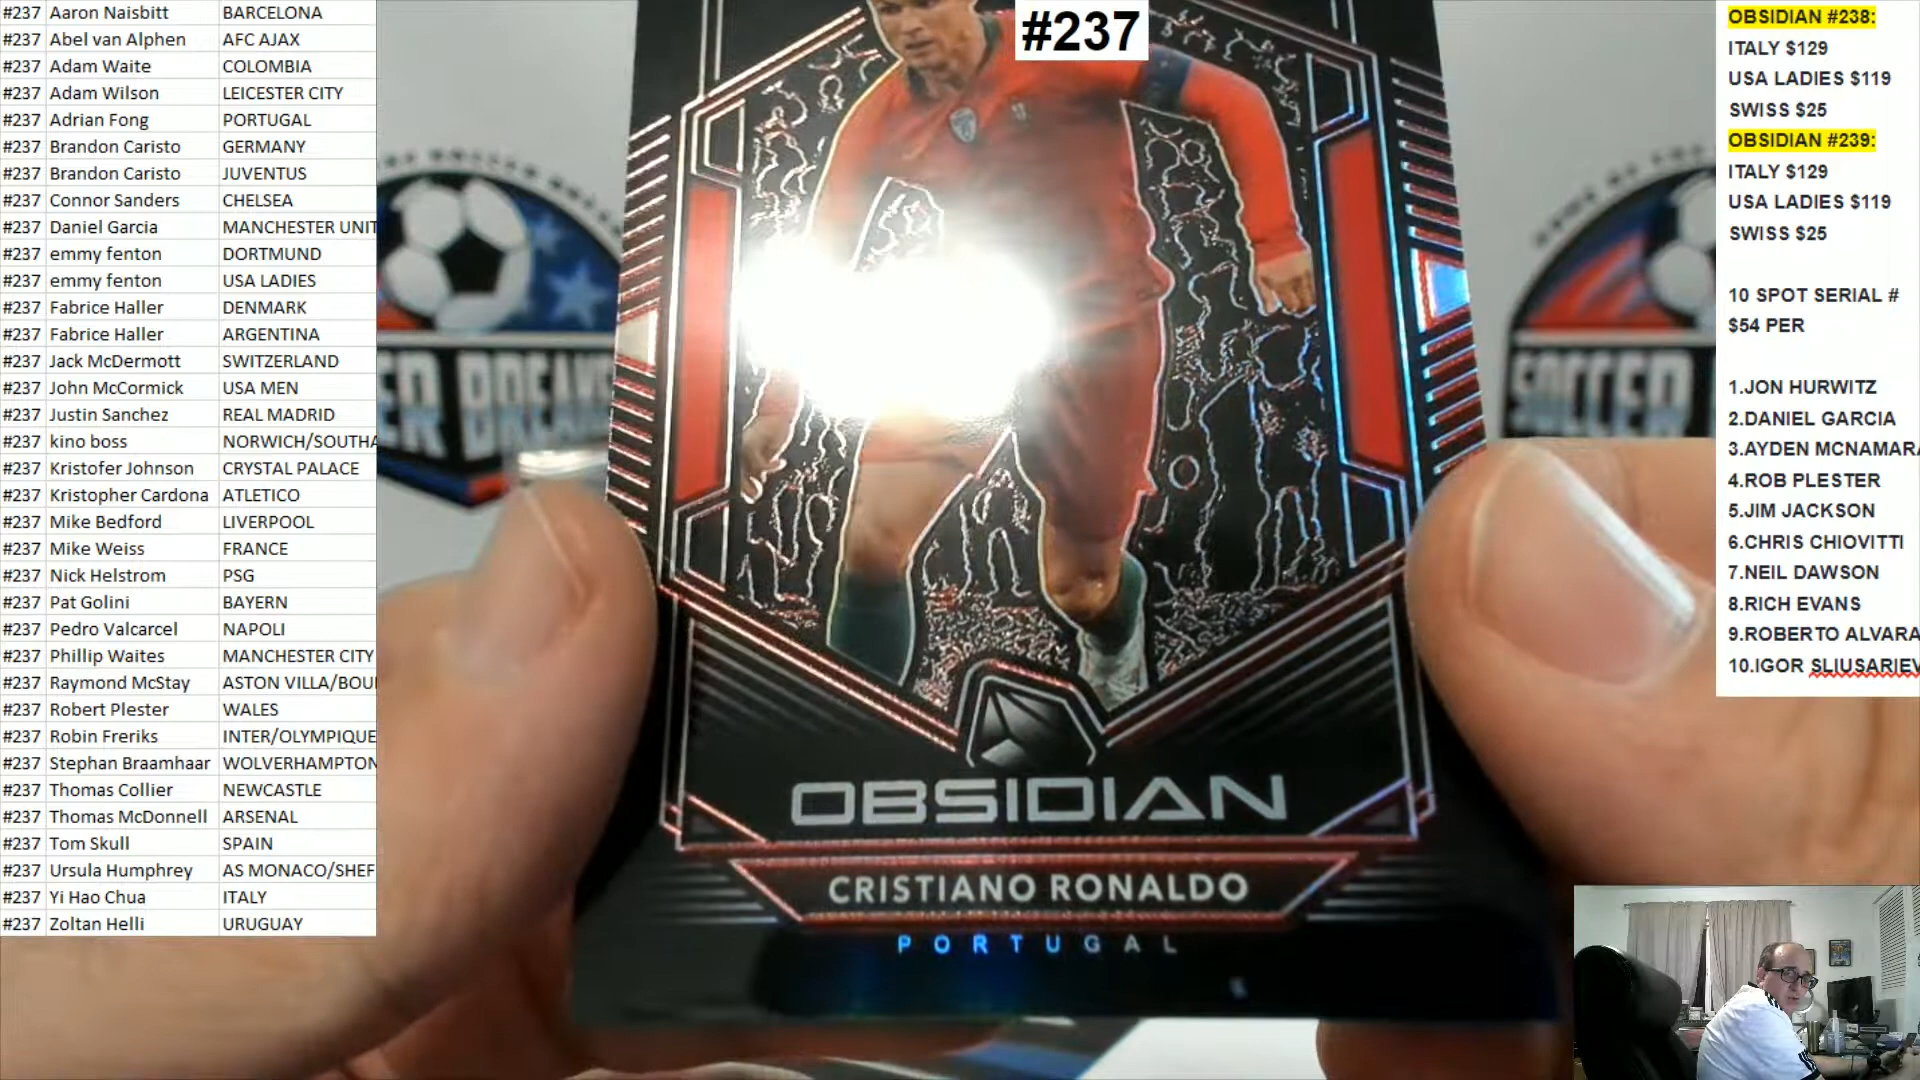 #237 Aaron Naisbitt BARCELONA
#237 Abel van Alphen AFC AJAX
#237 Adam Waite COLOMBIA
#237 Adam Wilson LEICESTER CITY
#237 Adrian Fong PORTUGAL
#237 Brandon Caristo GERMANY
#237 Brandon Caristo JUVENTUS
#237 Connor Sanders CHELSEA
#237 Daniel Garcia MANCHESTER UNIT
#237 emmy fenton DORTMUND
#237 emmy fenton USA LADIES
#237 Fabrice Haller DENMARK
#237 Fabrice Haller ARGENTINA
#237 Jack McDermott SWITZERLAND
#237 John McCormick USA MEN
#237 Justin Sanchez REAL MADRID
#237 kino boss NORWICH/SOUTHA
#237 Kristofer Johnson CRYSTAL PALACE
#237 Kristopher Cardona ATLETICO
#237 Mike Bedford LIVERPOOL
#237 Mike Weiss FRANCE
#237 Nick Helstrom PSG
#237 Pat Golini BAYERN
#237 Pedro Valcarcel NAPOLI
#237 Phillip Waites MANCHESTER CITY
#237 Raymond McStay ASTON VILLA/BOU
#237 Robert Plester WALES
#237 Robin Freriks INTER/OLYMPIQUE
#237 Stephan Braamhaar WOLVERHAMPTON
#237 Thomas Collier NEWCASTLE
#237 Thomas McDonnell ARSENAL
#237 Tom Skull SPAIN
#237 Ursula Humphrey AS MONACO/SHEF
#237 Yi Hao Chua ITALY
#237 Zoltan Helli URUGUAY
#237
OBSIDIAN
CRISTIANO RONALDO
PORTUGAL
CER BREAKE
SOCCER
OBSIDIAN #238:
ITALY $129
USA LADIES $119
SWISS $25
OBSIDIAN #239:
ITALY $129
USA LADIES $119
SWISS $25
10 SPOT SERIAL #
$54 PER
1.JON HURWITZ
2.DANIEL GARCIA
3.AYDEN MCNAMARA
4.ROB PLESTER
5.JIM JACKSON
6.CHRIS CHIOVITTI
7.NEIL DAWSON
8.RICH EVANS
9.ROBERTO ALVARA
10.IGOR SLIUSARIEV